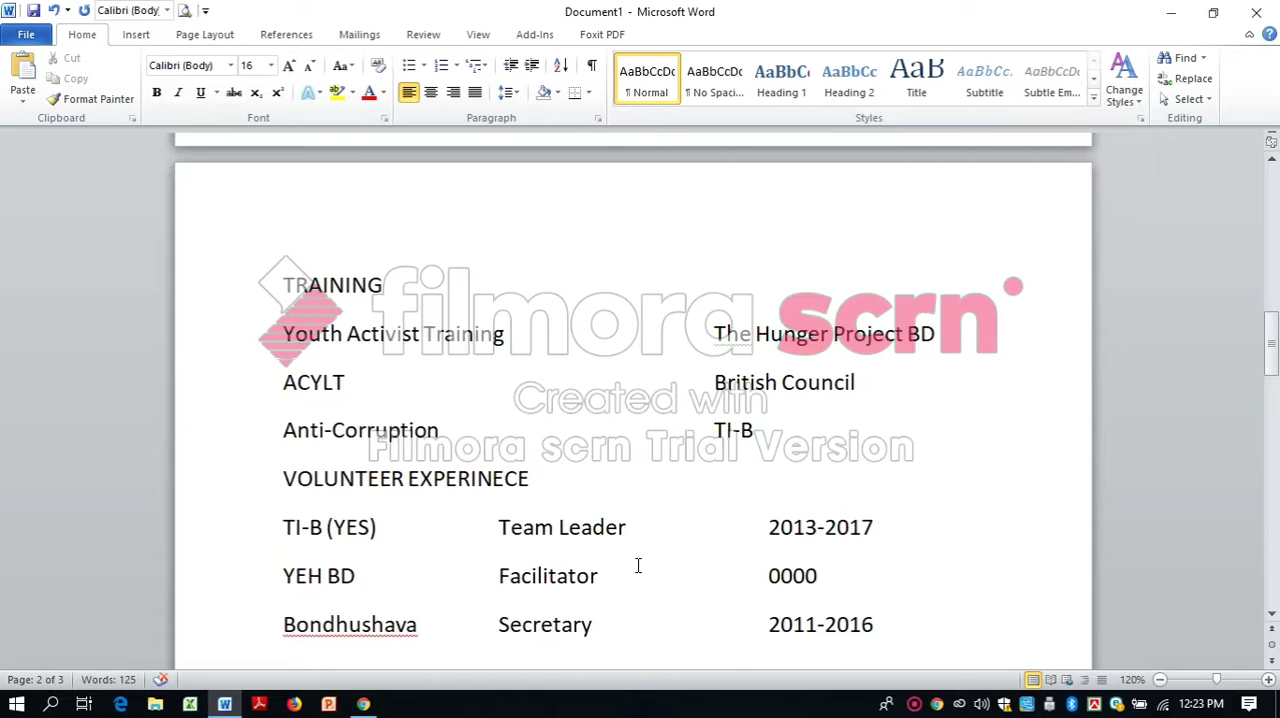 Calibri (Body)
Document1 - Microsoft Word
File Home Insert Page Layout References Mailings Review View Add-Ins Foxit PDF
Paste
Cut
Copy
Format Painter
Clipboard
Calibri (Body) 16
Font
Paragraph
AaBbCcDc AaBbCcDc AaBbC AaBbCc AaB AaBbCc. AaBbCcDc
¶ Normal ¶ No Spaci... Heading 1 Heading 2 Title Subtitle Subtle Em...
Change Styles
Styles
Find
Replace
Select
Editing
TRAINING
filmora scrn
Youth Activist Training The Hunger Project BD
ACYLT British Council
Created with
Anti-Corruption TI-B
Filmora scrn Trial Version
VOLUNTEER EXPERINECE
TI-B (YES) Team Leader 2013-2017
YEH BD Facilitator 0000
Bondhushava Secretary 2011-2016
Page: 2 of 3 Words: 125 120%
12:23 PM